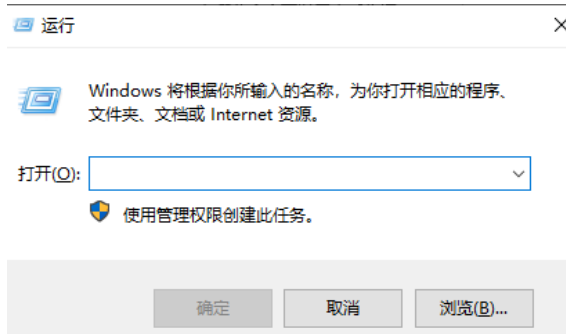 运行
Windows 将根据你所输入的名称，为你打开相应的程序、
文件夹、文档或 Internet 资源。
打开(O):
使用管理权限创建此任务。
确定 取消 浏览(B)...